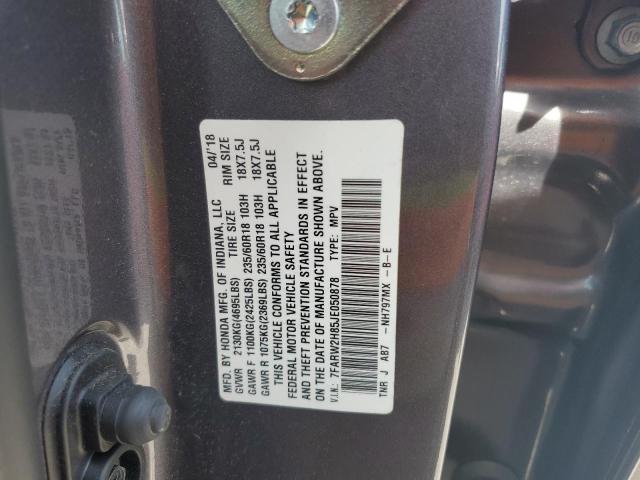 MFD. BY HONDA MFG. OF INDIANA, LLC 04/'18
TIRE SIZE RIM SIZE
GVWR 2130KG(4695LBS)
GAWR F 1100KG(2425LBS) 235/60R18 103H 18X7.5J
GAWR R 1075KG(2369LBS) 235/60R18 103H 18X7.5J
THIS VEHICLE CONFORMS TO ALL APPLICABLE
FEDERAL MOTOR VEHICLE SAFETY
AND THEFT PREVENTION STANDARDS IN EFFECT
ON THE DATE OF MANUFACTURE SHOWN ABOVE.
V.I.N.: 7FARW2H85JE050878 TYPE: MPV
TNR J AB7 -NH797MX -B-E
10